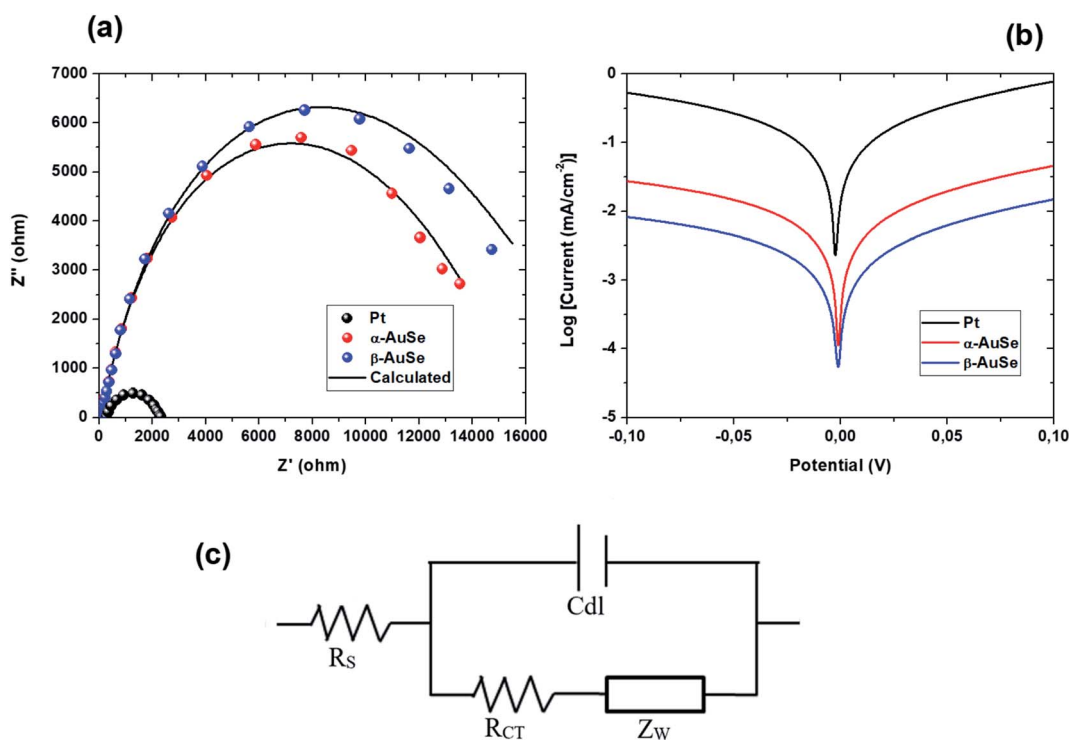 (a)
Z'' (ohm)
7000
6000
5000
4000
3000
2000
1000
0
0 2000 4000 6000 8000 10000 12000 14000 16000
Z' (ohm)
Pt
α-AuSe
β-AuSe
Calculated
(b)
Log [Current (mA/cm⁻²)]
0
-1
-2
-3
-4
-5
-0,10 -0,05 0,00 0,05 0,10
Potential (V)
Pt
α-AuSe
β-AuSe
(c)
Cdl
RS
RCT
ZW